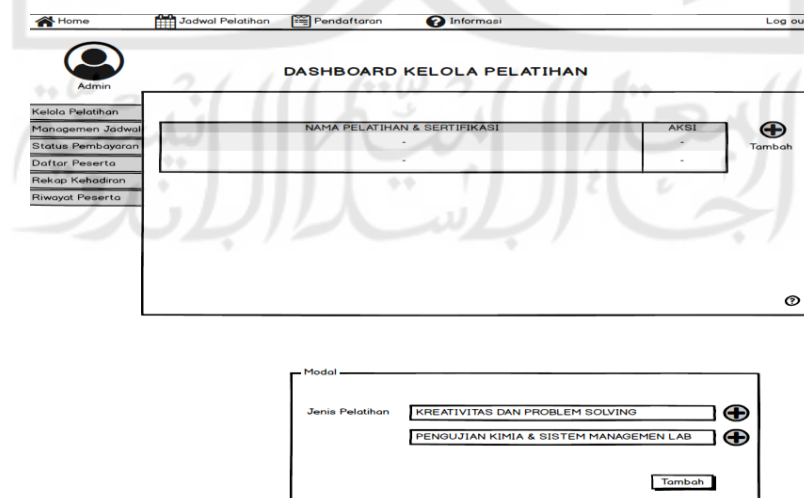 Home Jadwal Pelatihan Pendaftaran Informasi Log ou
Admin
DASHBOARD KELOLA PELATIHAN
Kelola Pelatihan
Managemen Jadwal
Status Pembayaran
Daftar Peserta
Rekap Kehadiran
Riwayat Peserta
NAMA PELATIHAN & SERTIFIKASI AKSI
- -
- -
Tambah
Modal
Jenis Pelatihan KREATIVITAS DAN PROBLEM SOLVING
PENGUJIAN KIMIA & SISTEM MANAGEMEN LAB
Tambah